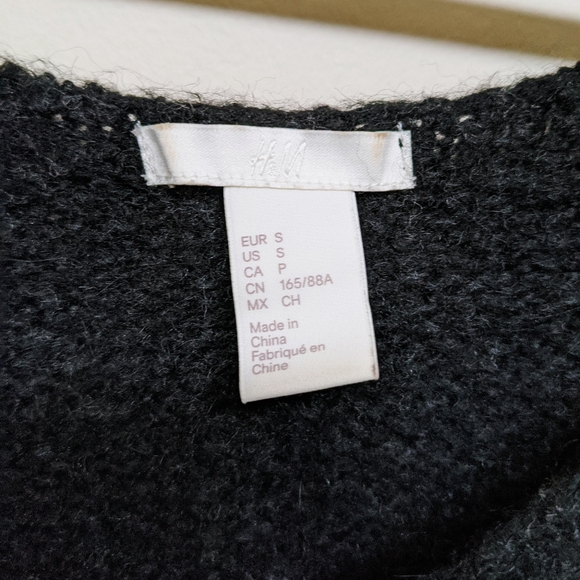 H&M
EUR S
US S
CA P
CN 165/88A
MX CH
Made in
China
Fabriqué en
Chine